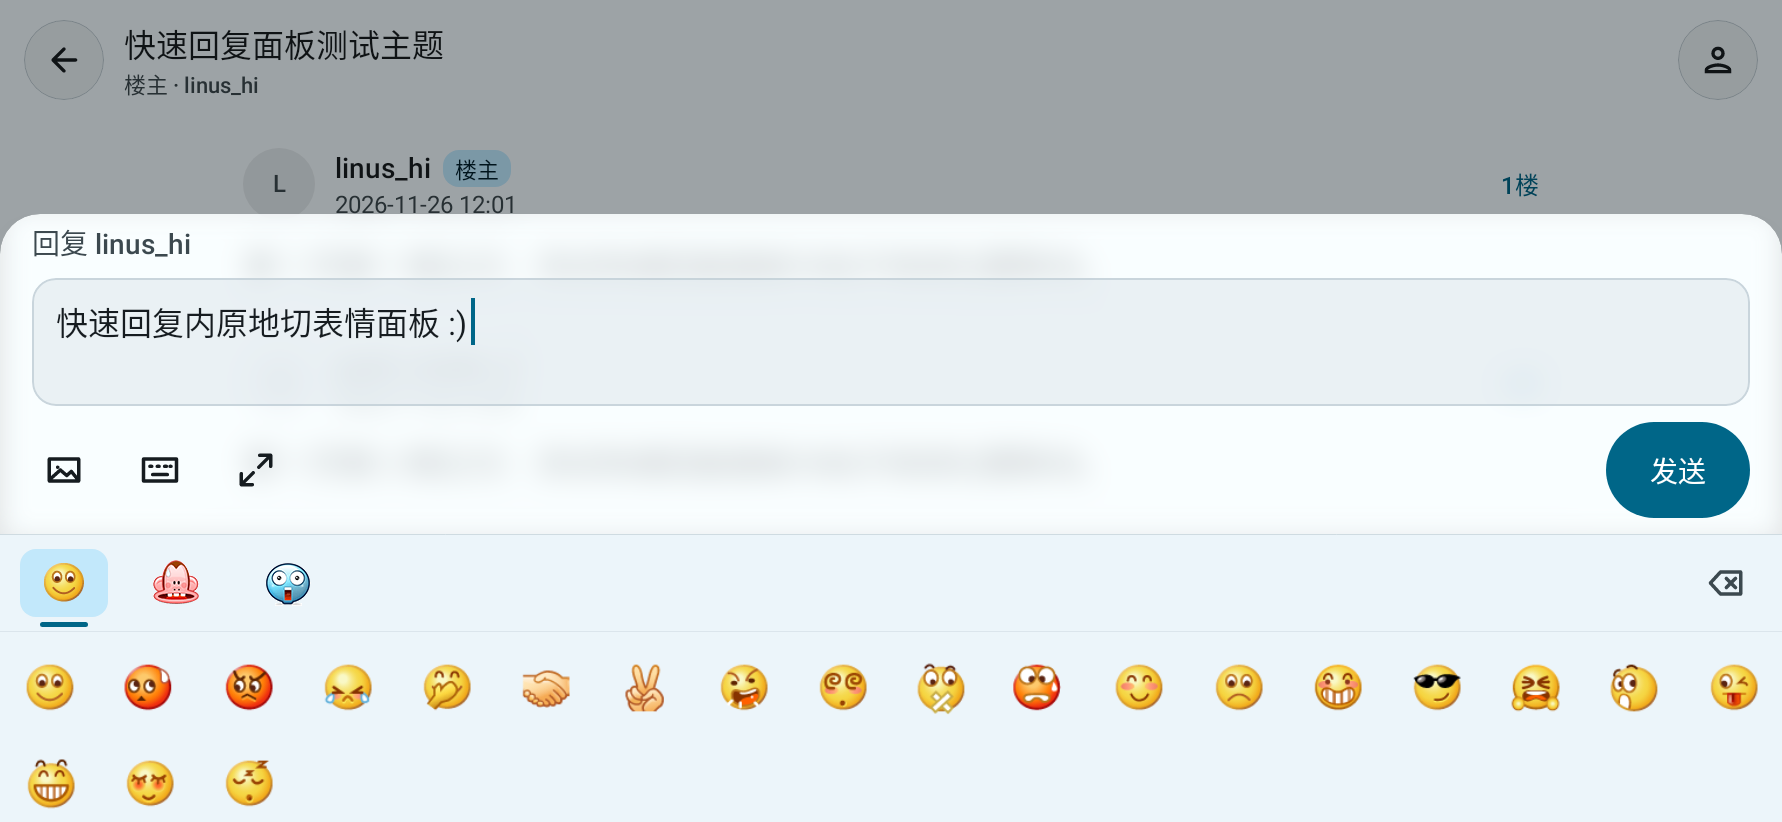 快速回复面板测试主题
楼主 · linus_hi
L
linus_hi 楼主
1楼
2026-11-26 12:01
回复 linus_hi
快速回复内原地切表情面板 :)
发送